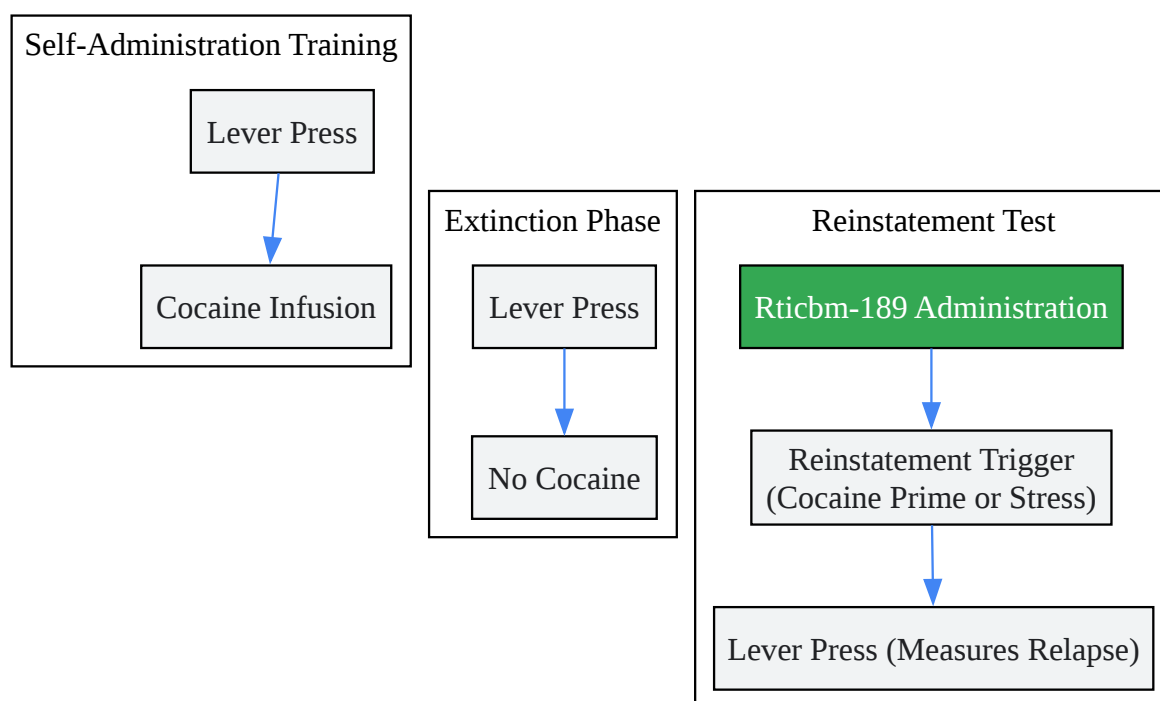 Self-Administration Training
Lever Press
Cocaine Infusion
Extinction Phase
Lever Press
No Cocaine
Reinstatement Test
Rticbm-189 Administration
Reinstatement Trigger
(Cocaine Prime or Stress)
Lever Press (Measures Relapse)